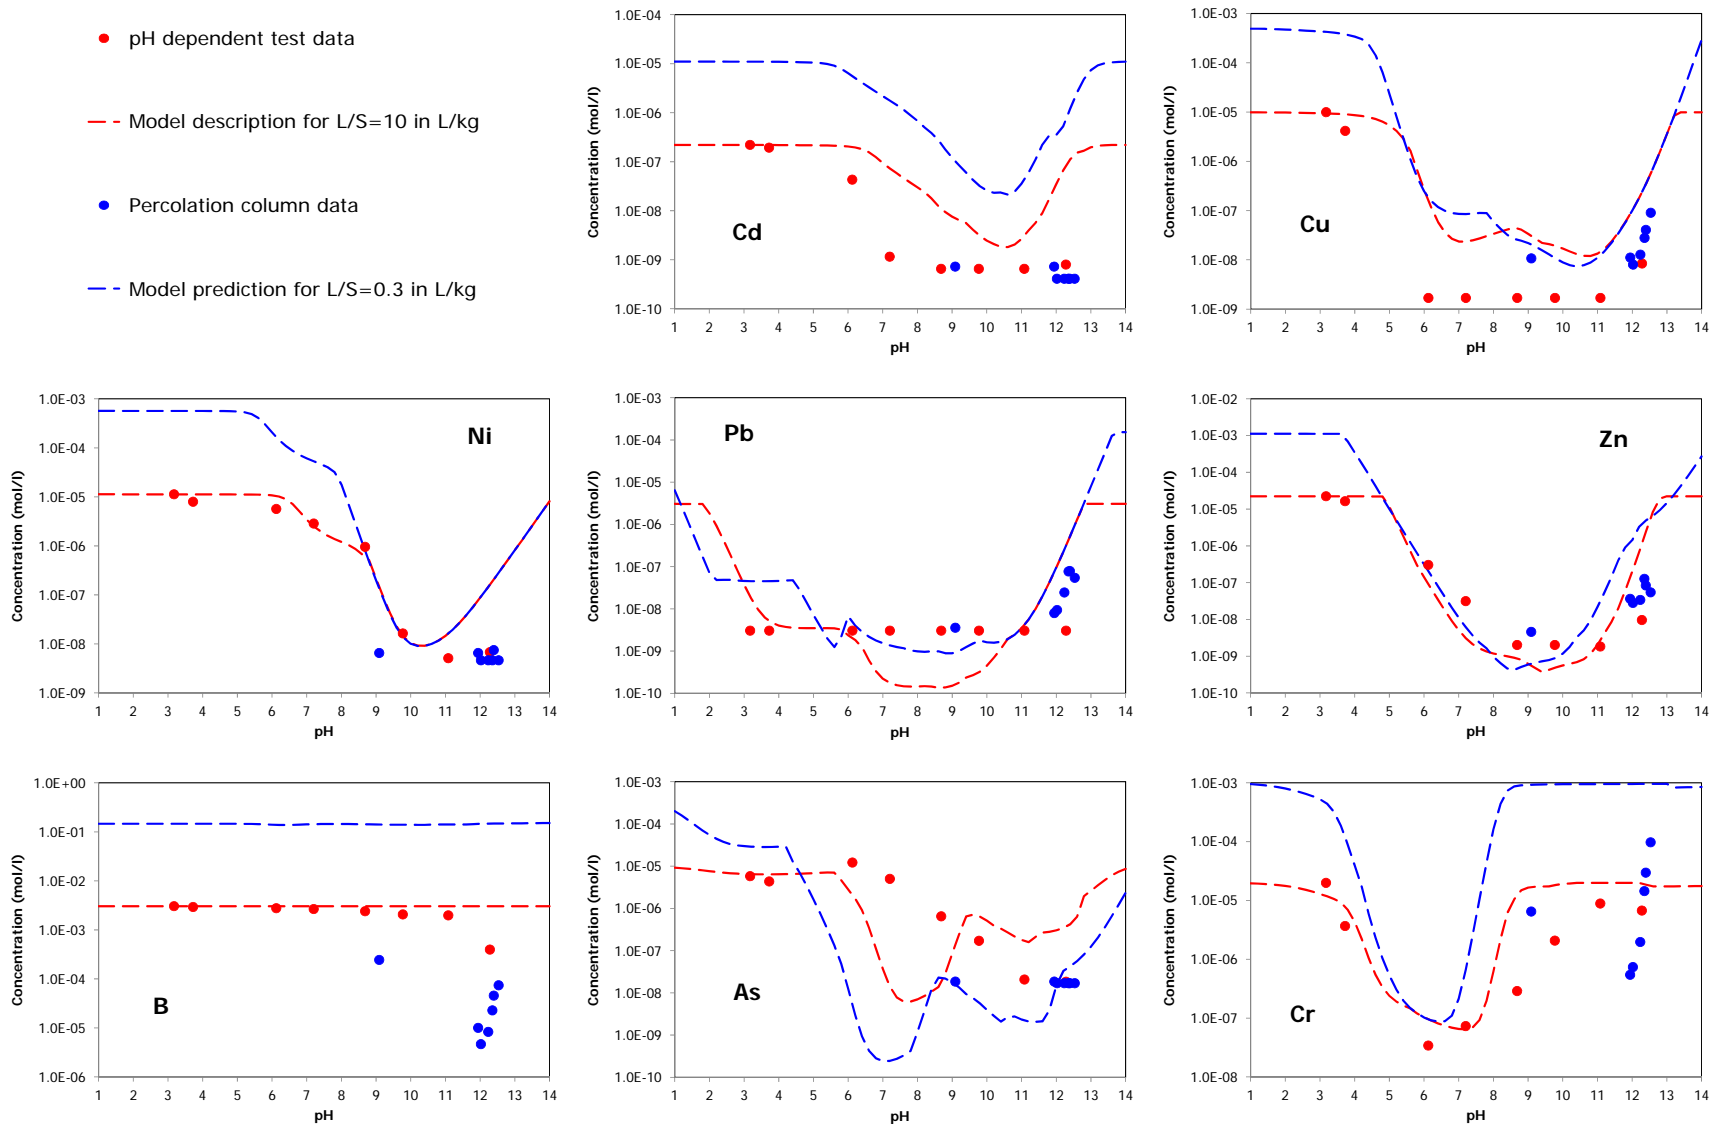 pH dependent test data
Model description for L/S=10 in L/kg
Percolation column data
Model prediction for L/S=0.3 in L/kg
Concentration (mol/l)
1.0E-04
1.0E-05
1.0E-06
1.0E-07
1.0E-08
1.0E-09
1.0E-10
Cd
1 2 3 4 5 6 7 8 9 10 11 12 13 14
pH
Concentration (mol/l)
1.0E-03
1.0E-04
1.0E-05
1.0E-06
1.0E-07
1.0E-08
1.0E-09
Cu
1 2 3 4 5 6 7 8 9 10 11 12 13 14
pH
Concentration (mol/l)
1.0E-03
1.0E-04
1.0E-05
1.0E-06
1.0E-07
1.0E-08
1.0E-09
Ni
1 2 3 4 5 6 7 8 9 10 11 12 13 14
pH
Concentration (mol/l)
1.0E-03
1.0E-04
1.0E-05
1.0E-06
1.0E-07
1.0E-08
1.0E-09
1.0E-10
Pb
1 2 3 4 5 6 7 8 9 10 11 12 13 14
pH
Concentration (mol/l)
1.0E-02
1.0E-03
1.0E-04
1.0E-05
1.0E-06
1.0E-07
1.0E-08
1.0E-09
1.0E-10
Zn
1 2 3 4 5 6 7 8 9 10 11 12 13 14
pH
Concentration (mol/l)
1.0E+00
1.0E-01
1.0E-02
1.0E-03
1.0E-04
1.0E-05
1.0E-06
B
1 2 3 4 5 6 7 8 9 10 11 12 13 14
pH
Concentration (mol/l)
1.0E-03
1.0E-04
1.0E-05
1.0E-06
1.0E-07
1.0E-08
1.0E-09
1.0E-10
As
1 2 3 4 5 6 7 8 9 10 11 12 13 14
pH
Concentration (mol/l)
1.0E-03
1.0E-04
1.0E-05
1.0E-06
1.0E-07
1.0E-08
Cr
1 2 3 4 5 6 7 8 9 10 11 12 13 14
pH